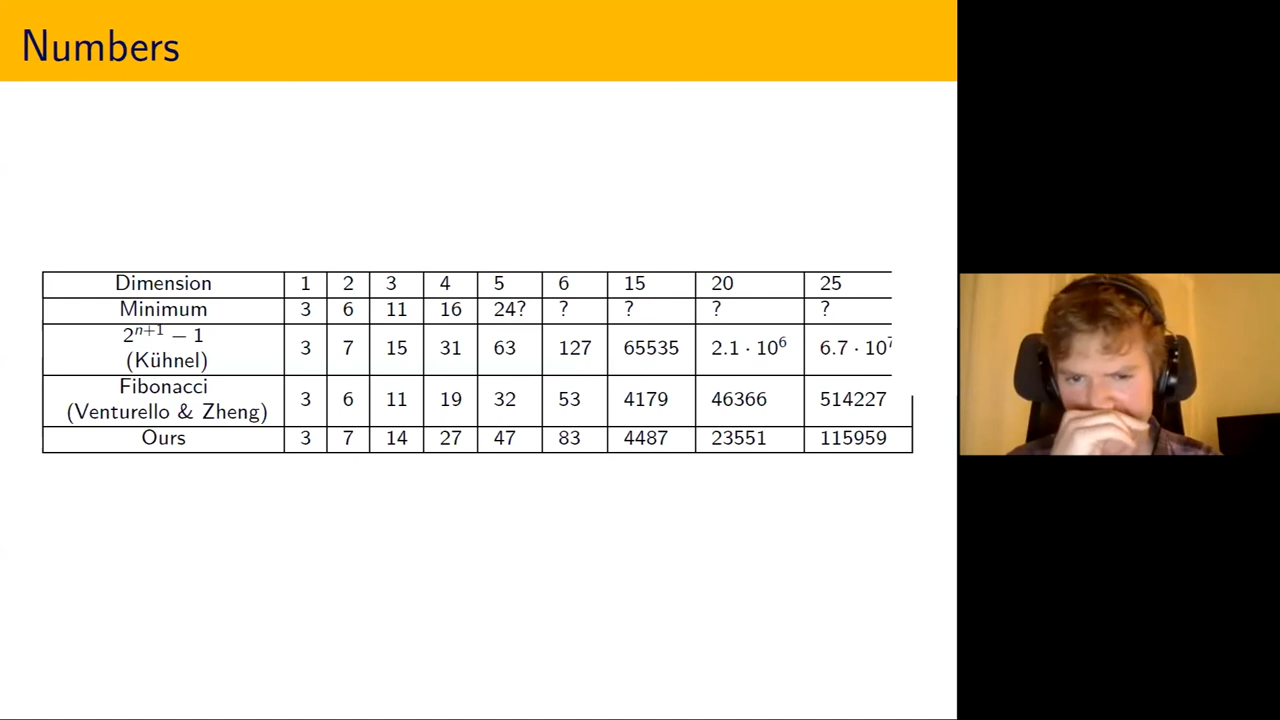 Numbers
Dimension 1 2 3 4 5 6 15 20 25
Minimum 3 6 11 16 24? ? ? ? ?
2^{n+1} − 1
(Kühnel) 3 7 15 31 63 127 65535 2.1 · 10^6 6.7 · 10^7
Fibonacci
(Venturello & Zheng) 3 6 11 19 32 53 4179 46366 514227
Ours 3 7 14 27 47 83 4487 23551 115959